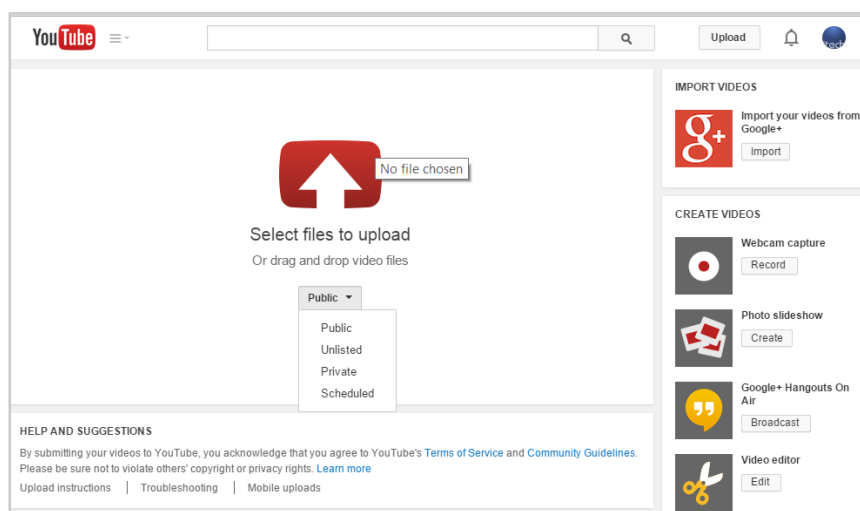 YouTube
Upload
tech
No file chosen
Select files to upload
Or drag and drop video files
Public
Public
Unlisted
Private
Scheduled
HELP AND SUGGESTIONS
By submitting your videos to YouTube, you acknowledge that you agree to YouTube's Terms of Service and Community Guidelines.
Please be sure not to violate others' copyright or privacy rights. Learn more
Upload instructions | Troubleshooting | Mobile uploads
IMPORT VIDEOS
g+
Import your videos from
Google+
Import
CREATE VIDEOS
Webcam capture
Record
Photo slideshow
Create
Google+ Hangouts On
Air
Broadcast
Video editor
Edit